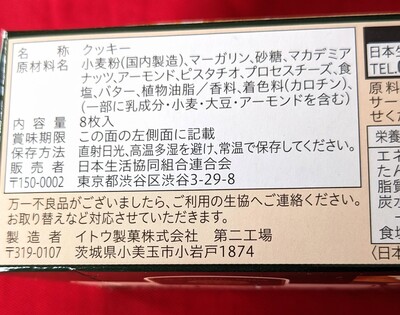 名 称 クッキー
原材料名 小麦粉(国内製造)、マーガリン、砂糖、マカデミア
ナッツ、アーモンド、ピスタチオ、プロセスチーズ、食
塩、バター、植物油脂/香料、着色料(カロチン)、
(一部に乳成分・小麦・大豆・アーモンドを含む)
内容量 8枚入
賞味期限 この面の左側面に記載
保存方法 直射日光、高温多湿を避け、常温で保存してください。
販売者 日本生活協同組合連合会
〒150-0002 東京都渋谷区渋谷3-29-8
万一不良品がございましたら、ご利用の生協へご連絡ください。
お取り替えなど対応させていただきます。
製造者 イトウ製菓株式会社 第二工場
〒319-0107 茨城県小美玉市小岩戸1874
日本生
TEL.0
原料
サー
せくだ
栄養
エネ
たん
脂質
炭水
食塩
〈日本